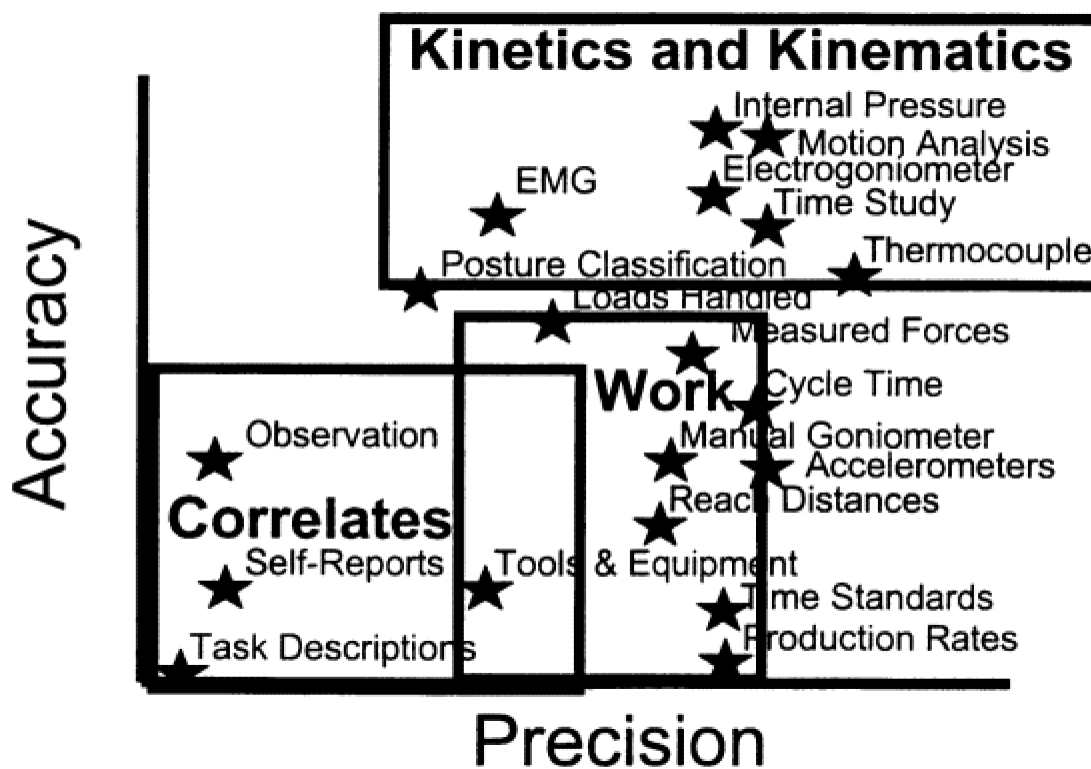 Kinetics and Kinematics
Internal Pressure
Motion Analysis
Electrogoniometer
EMG
Time Study
Thermocouple
Posture Classification
Loads Handled
Measured Forces
Work
Cycle Time
Observation
Manual Goniometer
Accelerometers
Reach Distances
Correlates
Self-Reports
Tools & Equipment
Time Standards
Production Rates
Task Descriptions
Accuracy
Precision